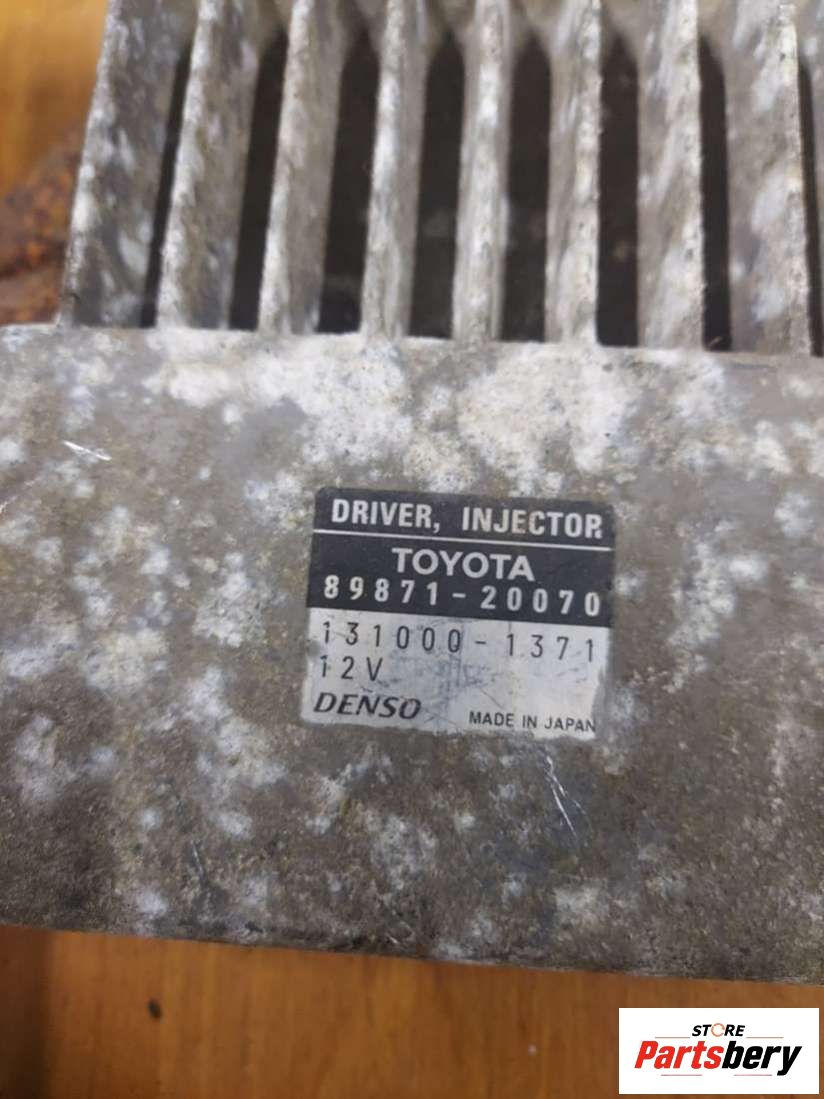 DRIVER, INJECTOR
TOYOTA
89871-20070
131000-1371
12V
DENSO MADE IN JAPAN
STORE
Partsbery